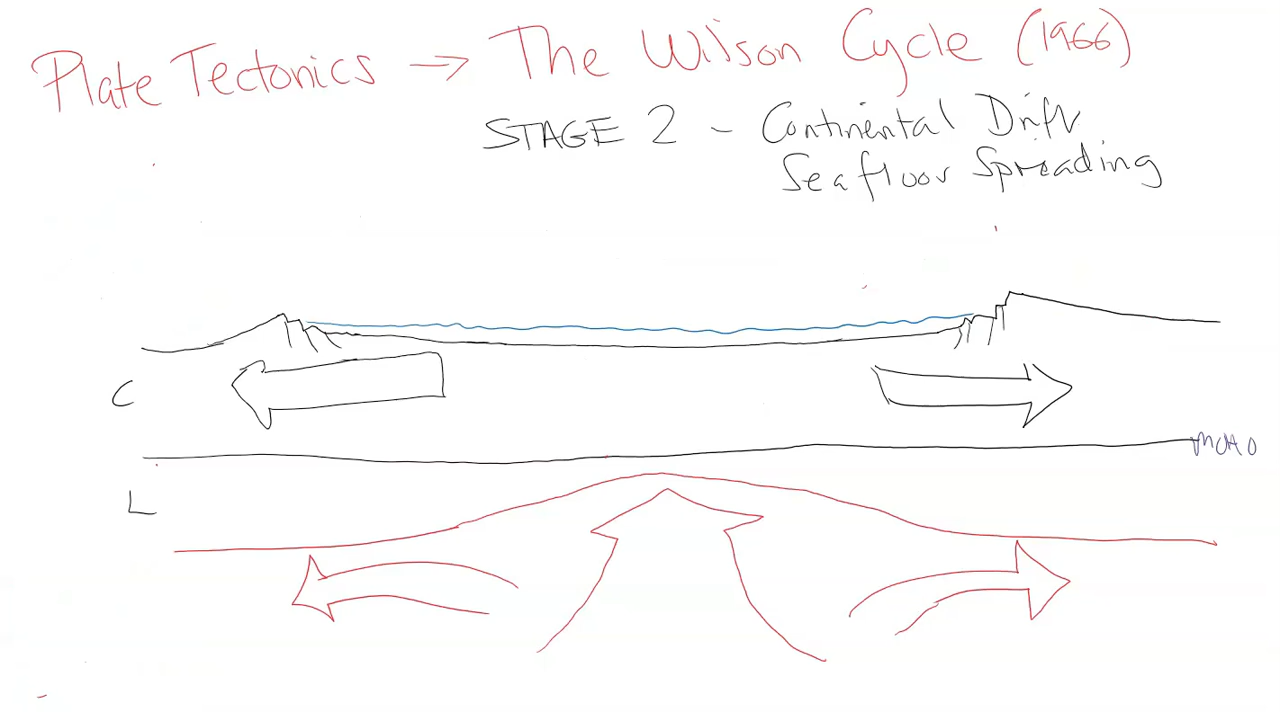 Plate Tectonics → The Wilson Cycle (1966)
STAGE 2 - Continental Drift
Seafloor Spreading
C
MOHO
L